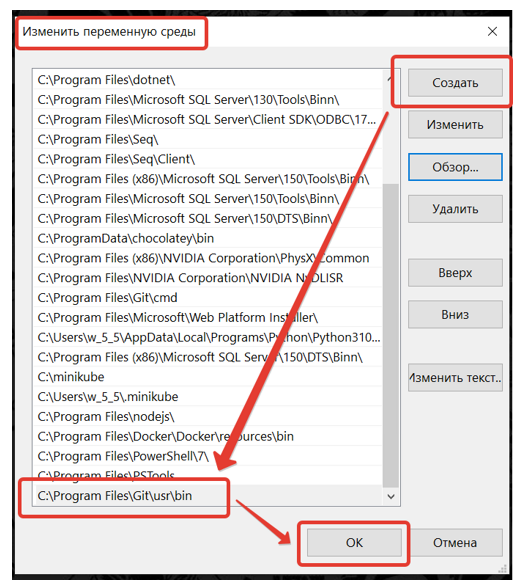 Изменить переменную среды
C:\Program Files\dotnet\
C:\Program Files\Microsoft SQL Server\130\Tools\Binn\
C:\Program Files\Microsoft SQL Server\Client SDK\ODBC\17...
C:\Program Files\Seq\
C:\Program Files\Seq\Client\
C:\Program Files (x86)\Microsoft SQL Server\150\Tools\Binn\
C:\Program Files\Microsoft SQL Server\150\Tools\Binn\
C:\Program Files\Microsoft SQL Server\150\DTS\Binn\
C:\ProgramData\chocolatey\bin
C:\Program Files (x86)\NVIDIA Corporation\PhysX\Common
C:\Program Files\NVIDIA Corporation\NVIDIA NvDLISR
C:\Program Files\Git\cmd
C:\Program Files\Microsoft\Web Platform Installer\
C:\Users\w_5_5\AppData\Local\Programs\Python\Python310...
C:\Program Files (x86)\Microsoft SQL Server\150\DTS\Binn\
C:\minikube
C:\Users\w_5_5\.minikube
C:\Program Files\nodejs\
C:\Program Files\Docker\Docker\resources\bin
C:\Program Files\PowerShell\7\
C:\Program Files\PSTools
C:\Program Files\Git\usr\bin
Создать
Изменить
Обзор...
Удалить
Вверх
Вниз
Изменить текст...
ОК
Отмена